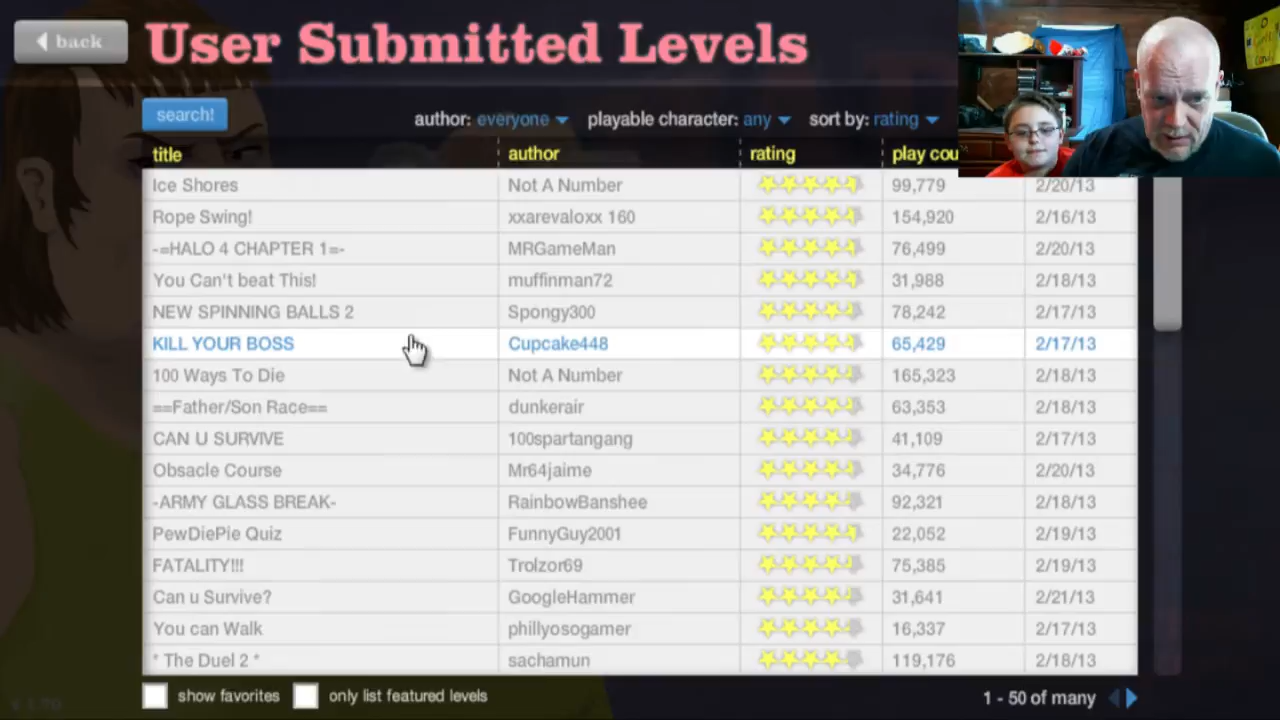 back
User Submitted Levels
search!
author: everyone playable character: any sort by: rating
title author rating play cou
Ice Shores Not A Number 99,779 2/20/13
Rope Swing! xxarevaloxx 160 154,920 2/16/13
-=HALO 4 CHAPTER 1=- MRGameMan 76,499 2/20/13
You Can't beat This! muffinman72 31,988 2/18/13
NEW SPINNING BALLS 2 Spongy300 78,242 2/17/13
KILL YOUR BOSS Cupcake448 65,429 2/17/13
100 Ways To Die Not A Number 165,323 2/18/13
==Father/Son Race== dunkerair 63,353 2/18/13
CAN U SURVIVE 100spartangang 41,109 2/17/13
Obsacle Course Mr64jaime 34,776 2/20/13
-ARMY GLASS BREAK- RainbowBanshee 92,321 2/18/13
PewDiePie Quiz FunnyGuy2001 22,052 2/19/13
FATALITY!!! Trolzor69 75,385 2/19/13
Can u Survive? GoogleHammer 31,641 2/21/13
You can Walk phillyosogamer 16,337 2/17/13
* The Duel 2 * sachamun 119,176 2/18/13
show favorites only list featured levels 1 - 50 of many